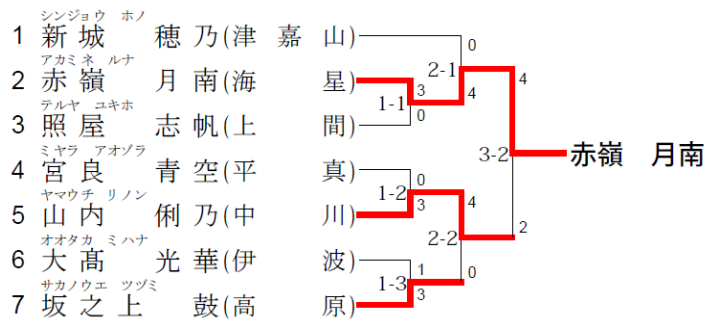 シンジョウ ホノ
1 新城 穂乃(津嘉山) 0
アカミネ ルナ 2-1 4
2 赤嶺 月南(海星) 3 4
テルヤ ユキホ 1-1
3 照屋 志帆(上間) 0
ミヤラ アオゾラ 3-2 赤嶺 月南
4 宮良 青空(平真) 0
ヤマウチ リノン 1-2
5 山内 俐乃(中川) 3 4
オオタカ ミハナ 2-2 2
6 大髙 光華(伊波) 1 0
サカノウエ ツヅミ 1-3
7 坂之上 鼓(高原) 3